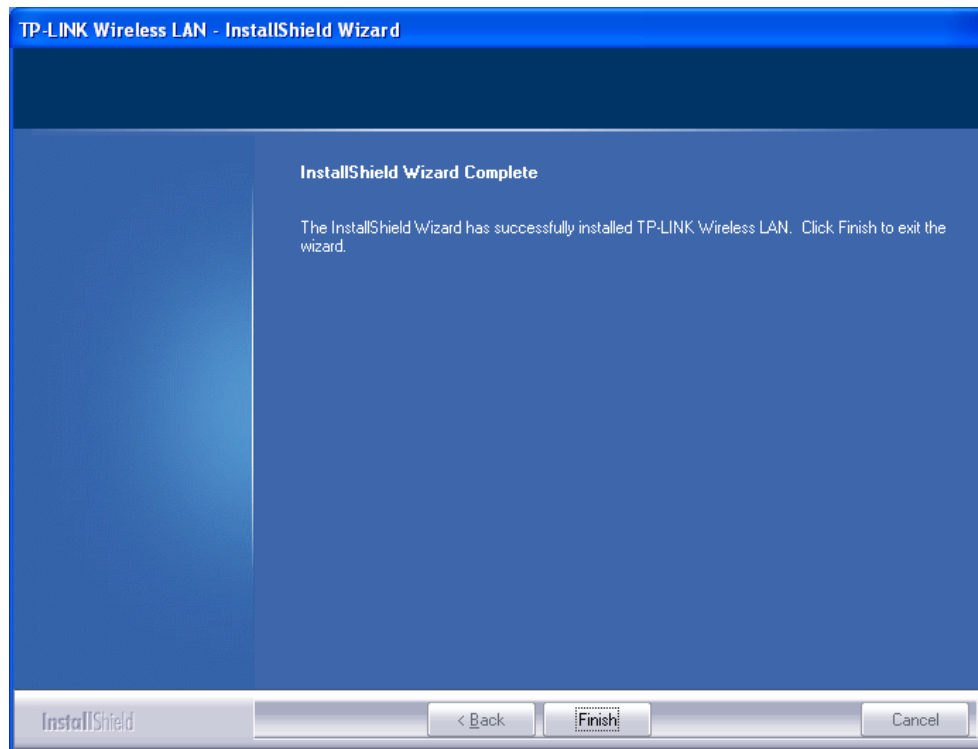 TP-LINK Wireless LAN - InstallShield Wizard
InstallShield Wizard Complete
The InstallShield Wizard has successfully installed TP-LINK Wireless LAN. Click Finish to exit the
wizard.
InstallShield
< Back
Finish
Cancel